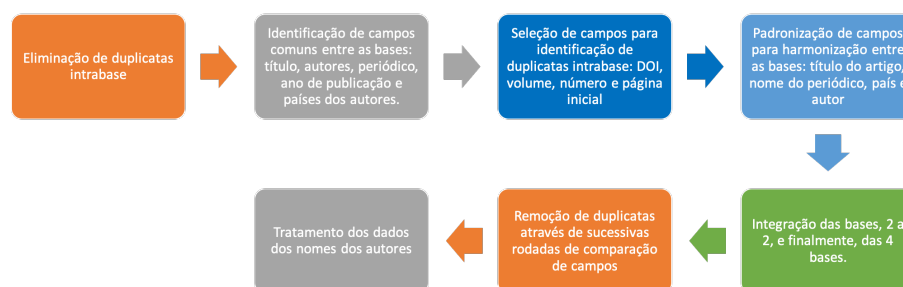 Eliminação de duplicatas
intrabase
Identificação de campos
comuns entre as bases:
título, autores, periódico,
ano de publicação e
países dos autores.
Seleção de campos para
identificação de
duplicatas intrabase: DOI,
volume, número e página
inicial
Padronização de campos
para harmonização entre
as bases: título do artigo,
nome do periódico, país e
autor
Integração das bases, 2 a
2, e finalmente, das 4
bases.
Remoção de duplicatas
através de sucessivas
rodadas de comparação
de campos
Tratamento dos dados
dos nomes dos autores